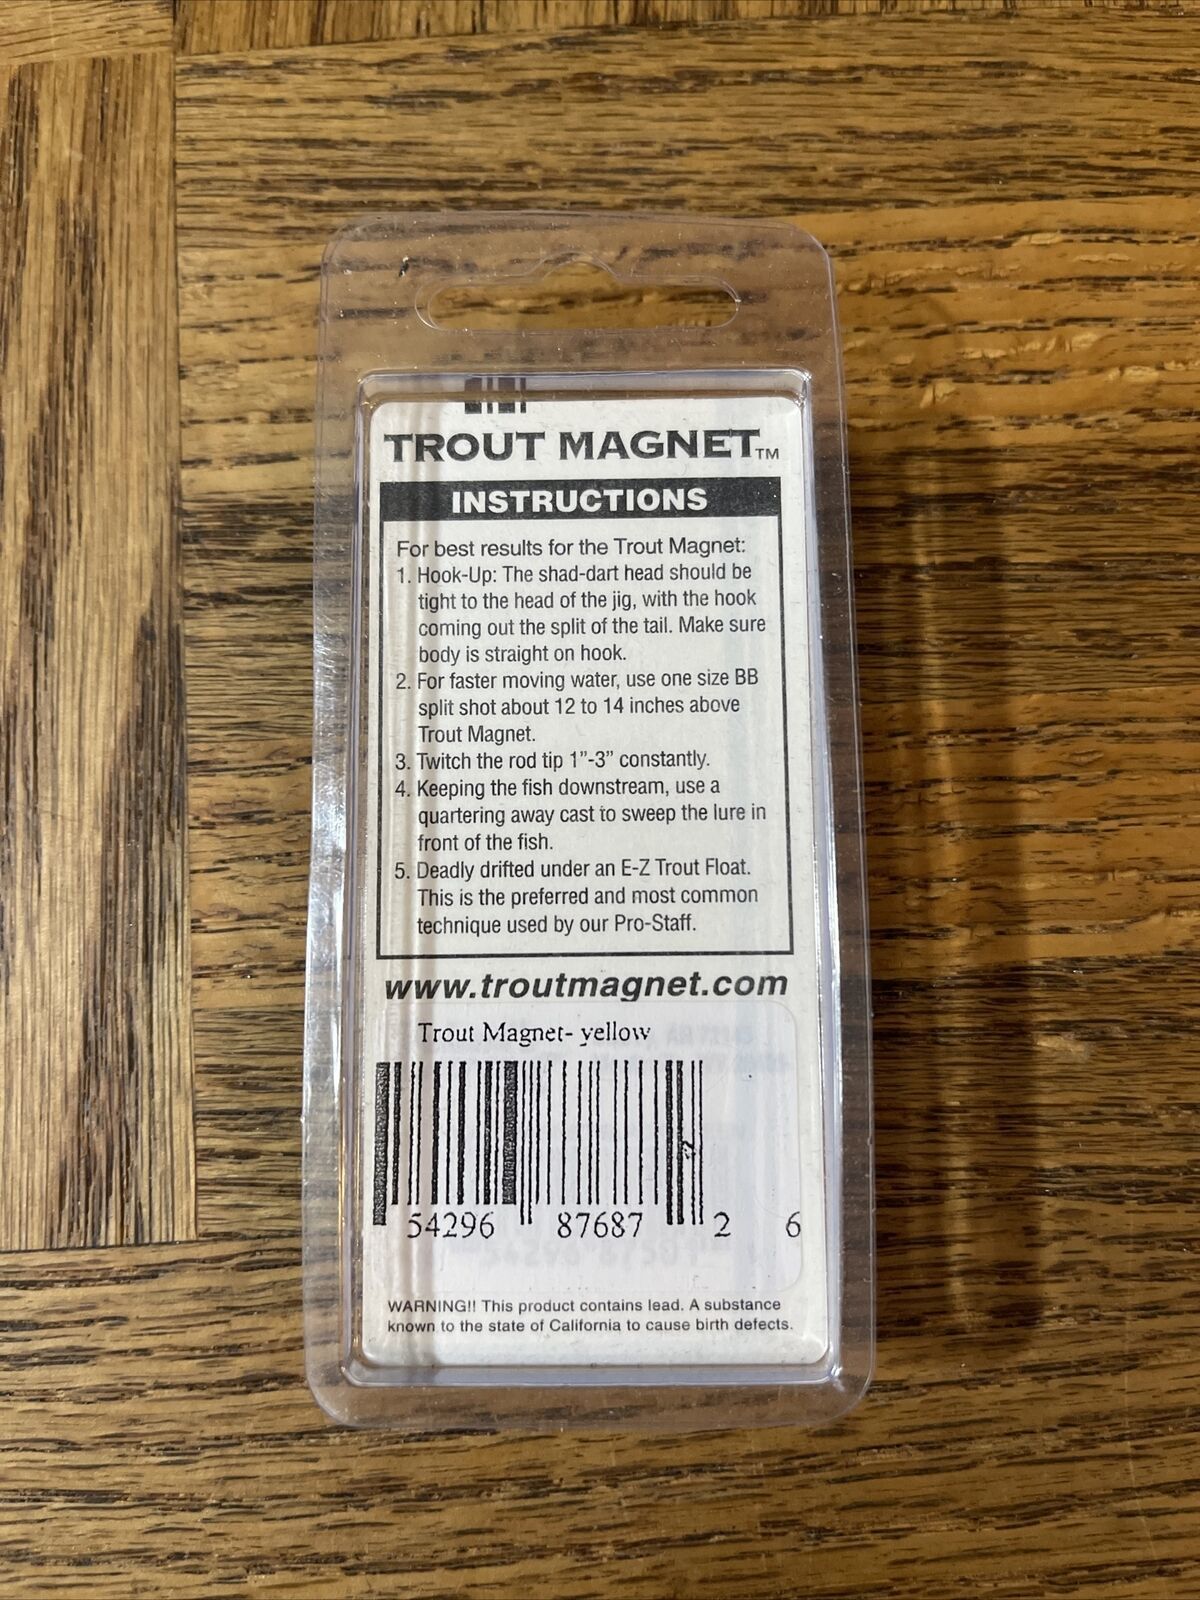 TROUT MAGNET™
INSTRUCTIONS
For best results for the Trout Magnet:
1. Hook-Up: The shad-dart head should be
tight to the head of the jig, with the hook
coming out the split of the tail. Make sure
body is straight on hook.
2. For faster moving water, use one size BB
split shot about 12 to 14 inches above
Trout Magnet.
3. Twitch the rod tip 1”-3” constantly.
4. Keeping the fish downstream, use a
quartering away cast to sweep the lure in
front of the fish.
5. Deadly drifted under an E-Z Trout Float.
This is the preferred and most common
technique used by our Pro-Staff.
www.troutmagnet.com
Trout Magnet- yellow
54296 87687 2 6
WARNING!! This product contains lead. A substance
known to the state of California to cause birth defects.